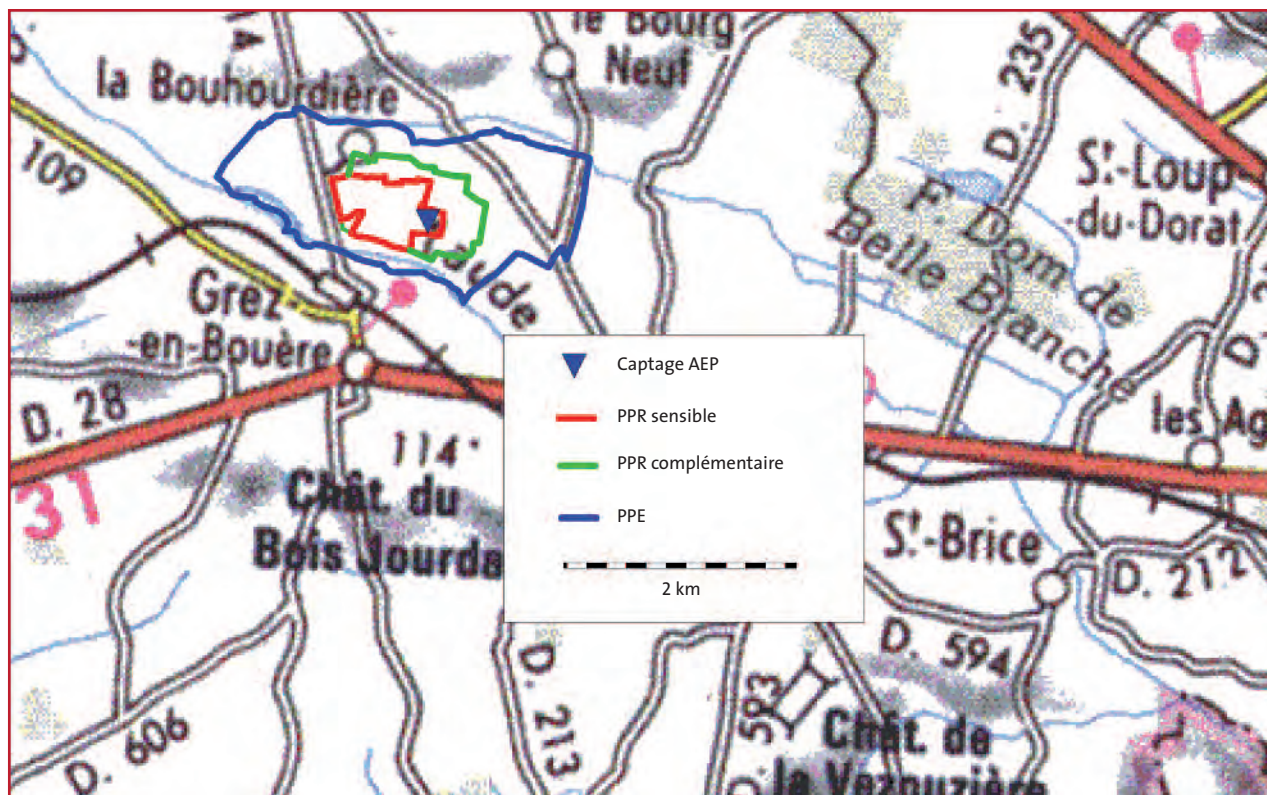 le Bourg
Neuf
la Bouhourdière
109
D. 235
St.-Loup-
-du-Dorat
F. Dom de
Belle Branche
Grez-
-en-Bouère
de
D. 28
31
114
Chât. du
Bois Jourda
Captage AEP
PPR sensible
PPR complémentaire
PPE
2 km
les Ag
St.-Brice
D. 212
D. 594
593
D. 213
D. 606
Chât. de
la Vezouzière